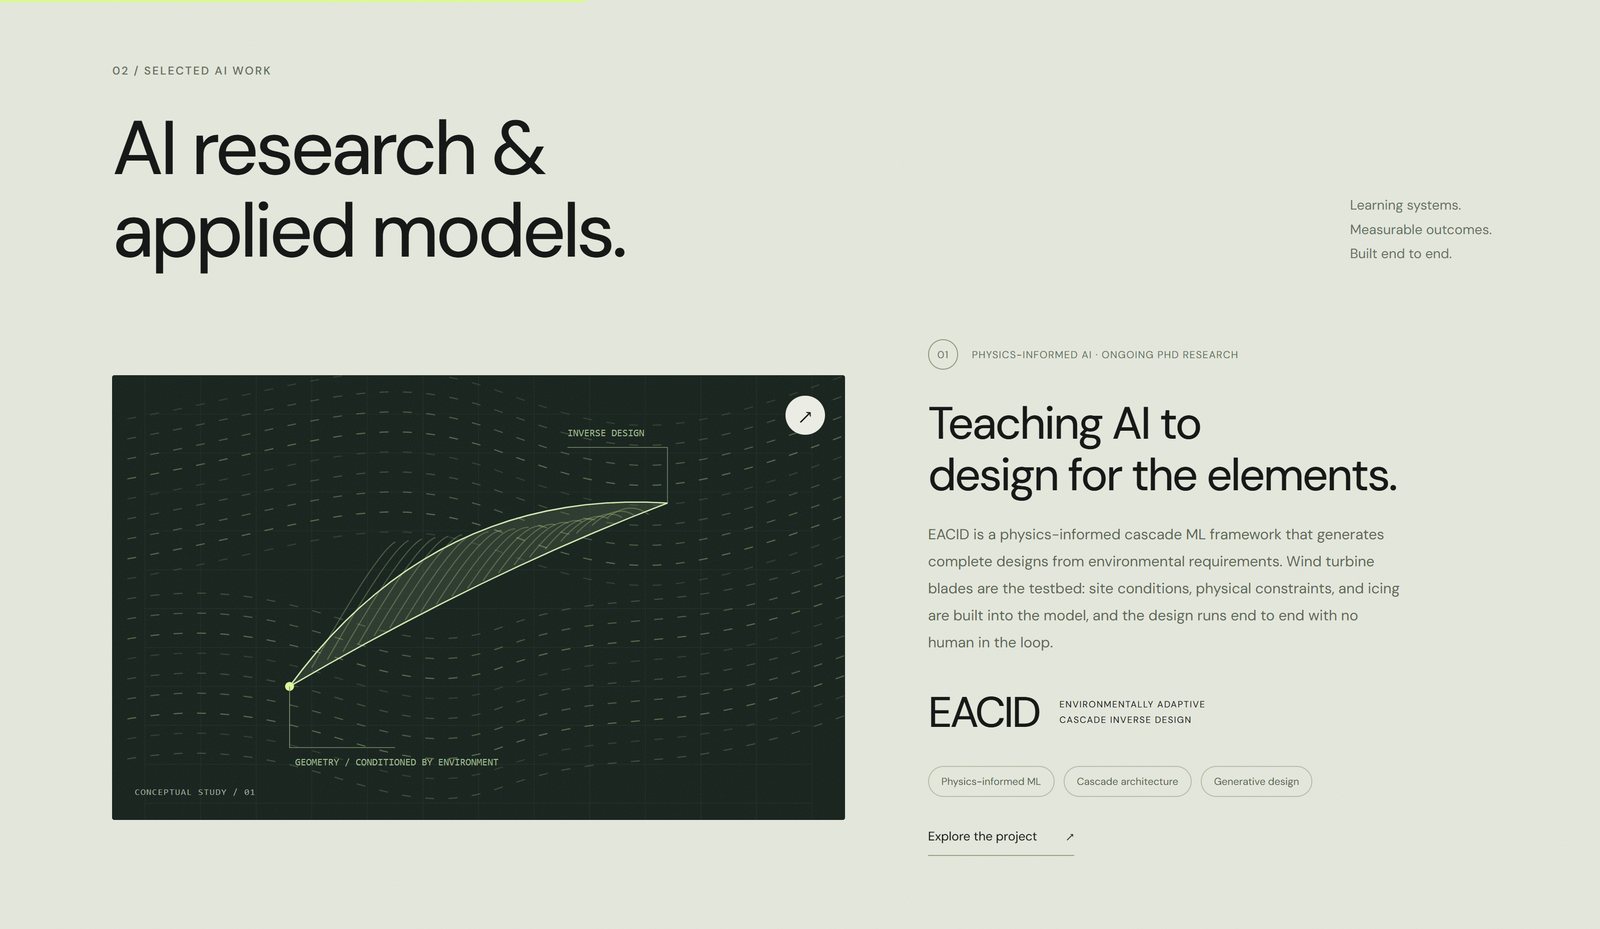 02 / SELECTED AI WORK
AI research &
applied models.
Learning systems.
Measurable outcomes.
Built end to end.
INVERSE DESIGN
↗
GEOMETRY / CONDITIONED BY ENVIRONMENT
CONCEPTUAL STUDY / 01
01 PHYSICS-INFORMED AI · ONGOING PHD RESEARCH
Teaching AI to
design for the elements.
EACID is a physics-informed cascade ML framework that generates
complete designs from environmental requirements. Wind turbine
blades are the testbed: site conditions, physical constraints, and icing
are built into the model, and the design runs end to end with no
human in the loop.
EACID
ENVIRONMENTALLY ADAPTIVE
CASCADE INVERSE DESIGN
Physics-informed ML Cascade architecture Generative design
Explore the project ↗